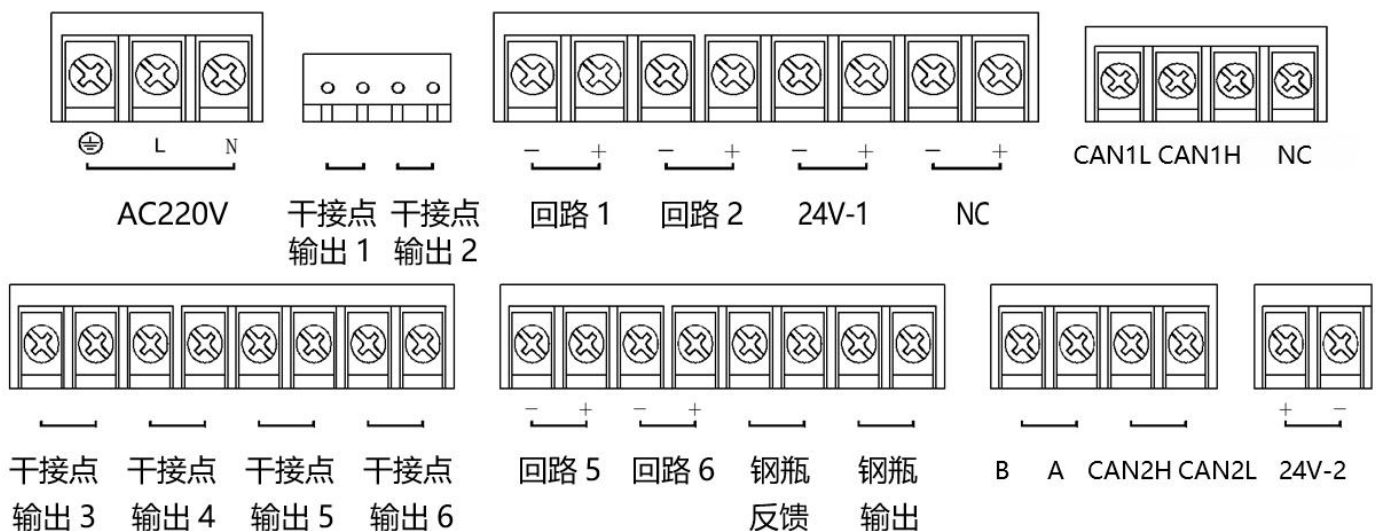 L N
- + - + - + - +
CAN1L CAN1H NC
AC220V
干接点 干接点
输出 1 输出 2
回路 1 回路 2 24V-1 NC
- + - +
+ -
干接点 干接点 干接点 干接点
输出 3 输出 4 输出 5 输出 6
回路 5 回路 6 钢瓶 钢瓶
反馈 输出
B A CAN2H CAN2L 24V-2